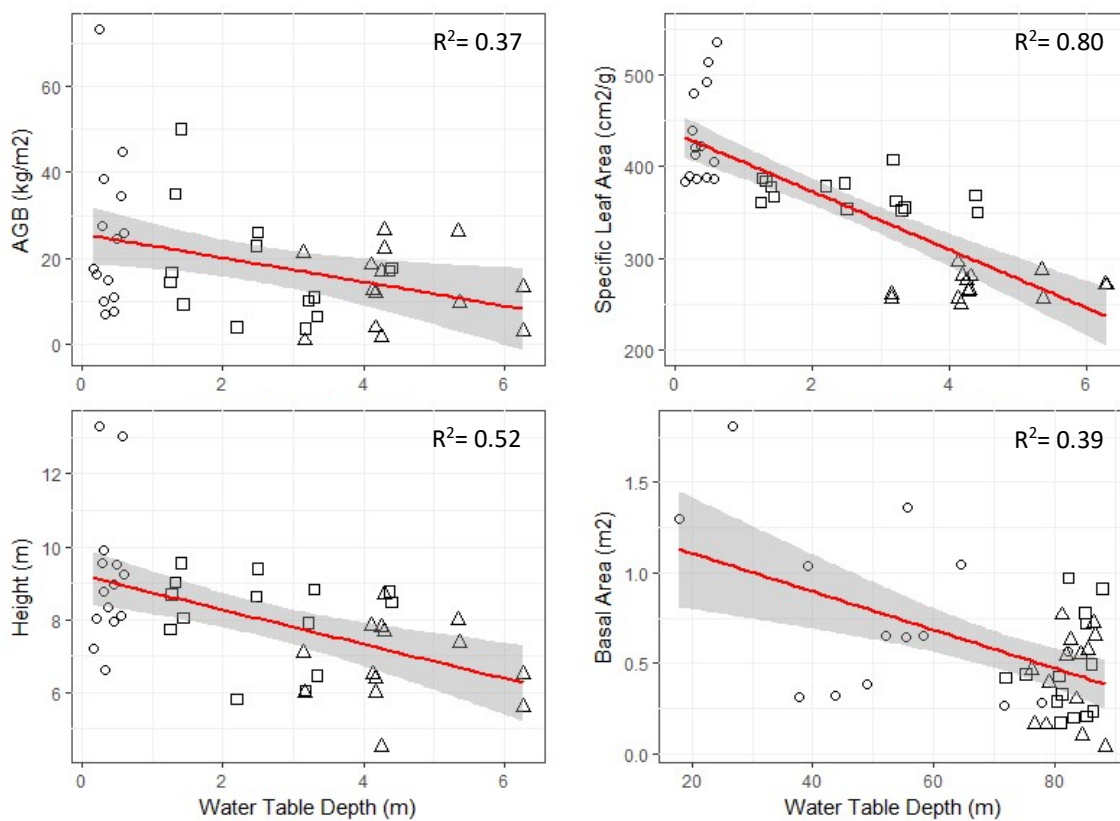 R²= 0.37
AGB (kg/m2)
60
40
20
0
0 2 4 6
R²= 0.80
Specific Leaf Area (cm2/g)
500
400
300
200
0 2 4 6
R²= 0.52
Height (m)
12
10
8
6
0 2 4 6
Water Table Depth (m)
R²= 0.39
Basal Area (m2)
1.5
1.0
0.5
0.0
20 40 60 80
Water Table Depth (m)